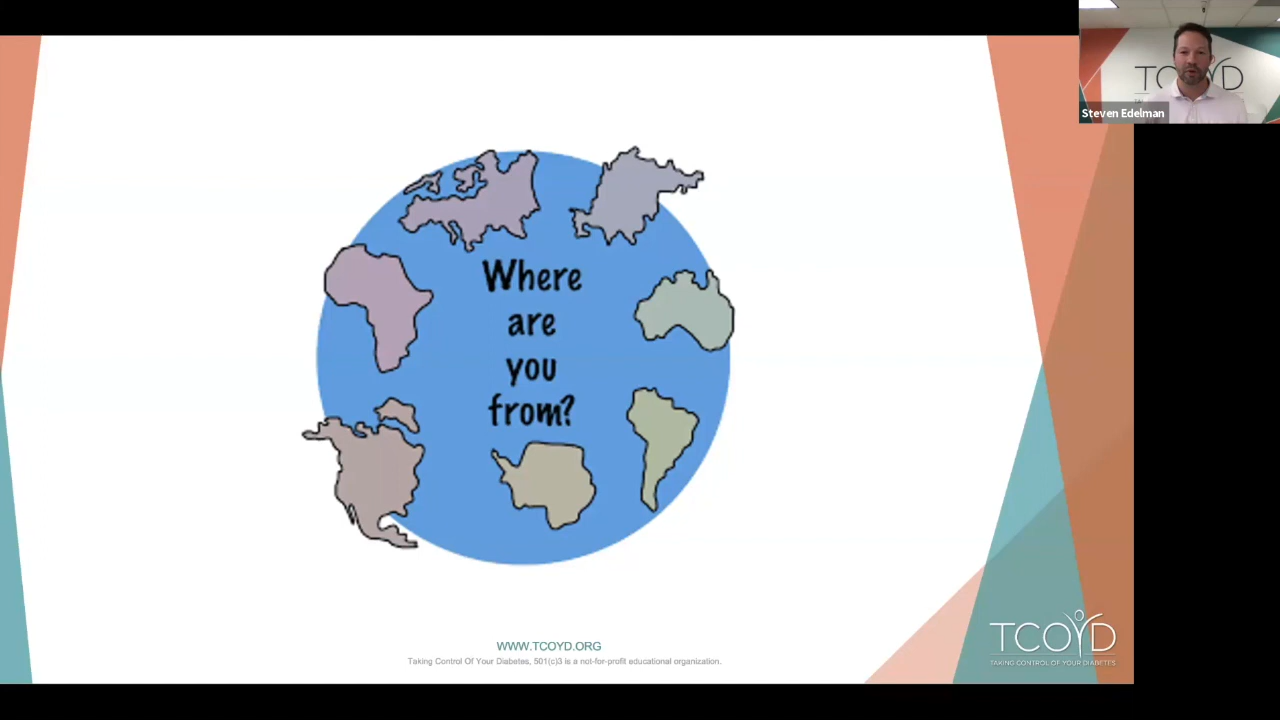 TCOYD
Steven Edelman
Where
are
you
from?
WWW.TCOYD.ORG
Taking Control Of Your Diabetes, 501(c)3 is a not-for-profit educational organization.
TCOYD
TAKING CONTROL OF YOUR DIABETES